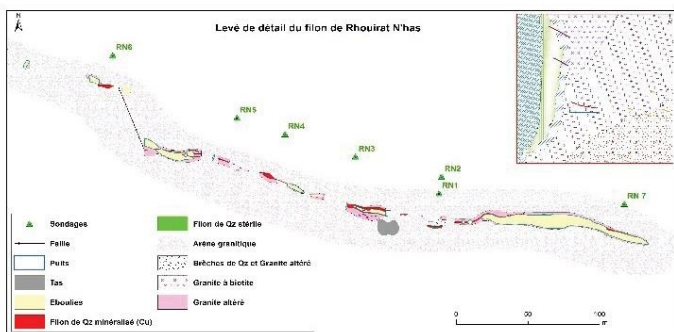 N
Levé de détail du filon de Rhouirat N'has
RN6
RN5
RN4
RN3
RN2
RN1
RN 7
Sondages
Faille
Puits
Tas
Eboulies
Filon de Qz minéralisé (Cu)
Filon de Qz stérile
Arène granitique
Brèches de Qz et Granite altéré
Granite à biotite
Granite altéré
0
100
m